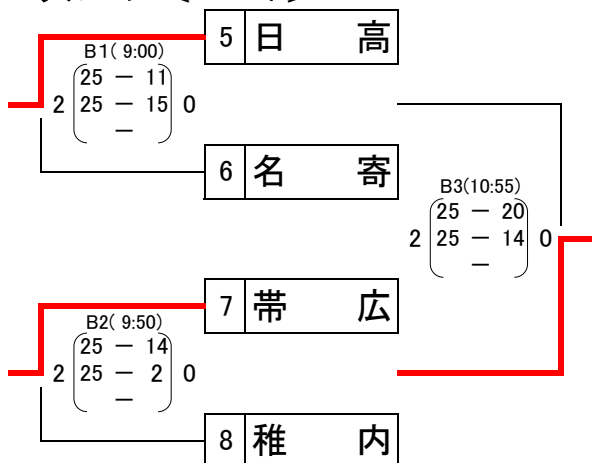 5 日 高
B1( 9:00)
25 － 11
2 25 － 15 0
－
6 名 寄
B3(10:55)
25 － 20
2 25 － 14 0
－
7 帯 広
B2( 9:50)
25 － 14
2 25 － 2 0
－
8 稚 内